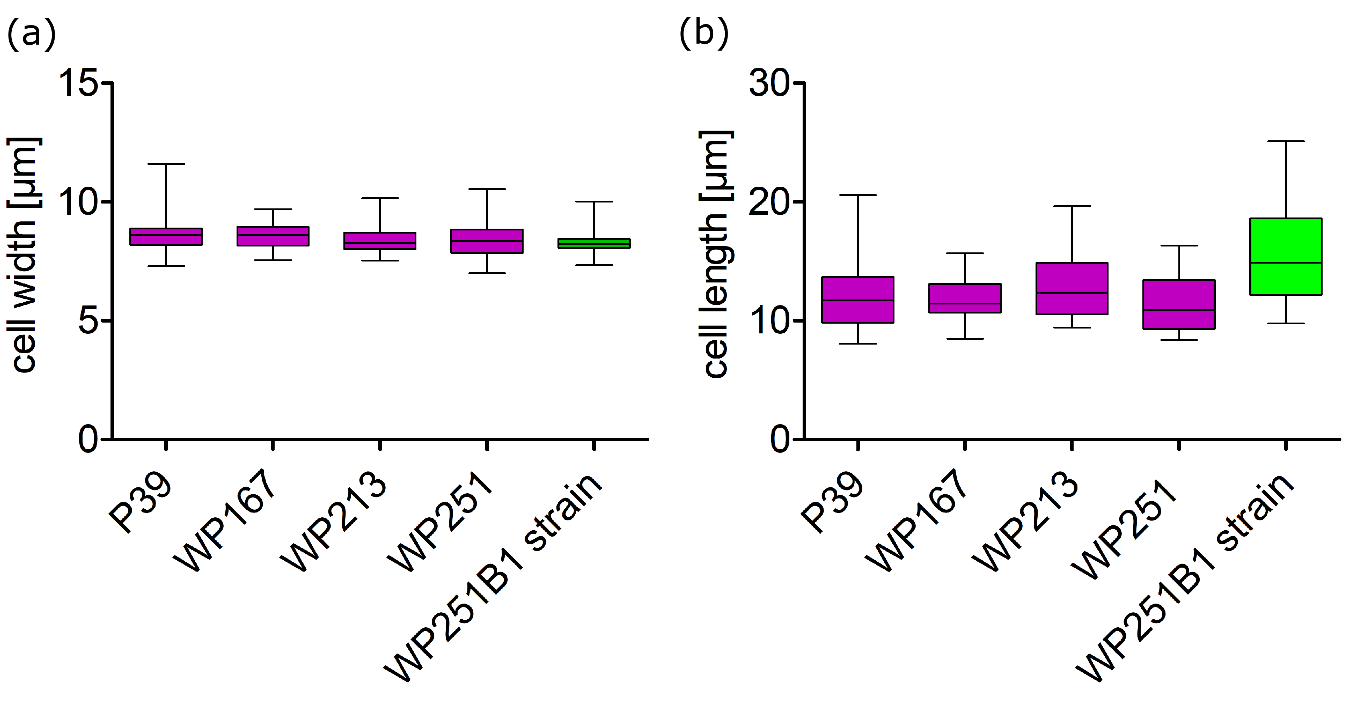 (a)
cell width [µm]
15
10
5
0
P39
WP167
WP213
WP251
WP251B1 strain
(b)
cell length [µm]
30
20
10
0
P39
WP167
WP213
WP251
WP251B1 strain